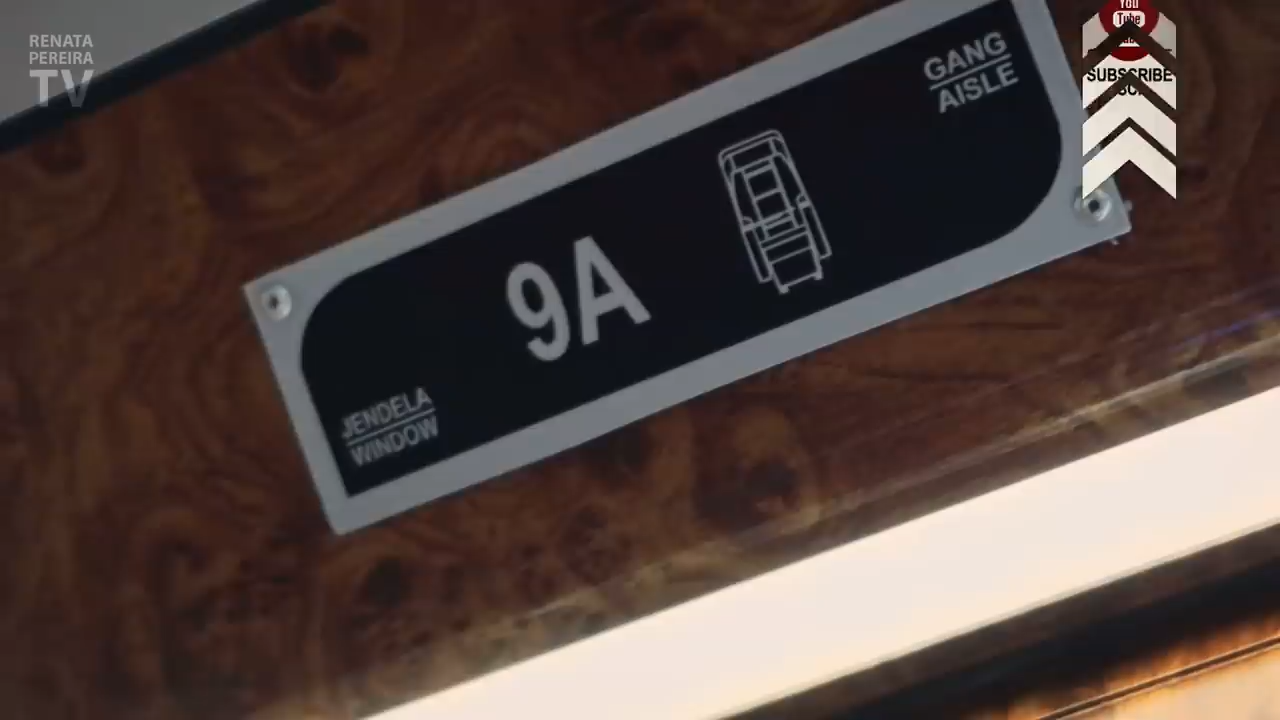 RENATA
PEREIRA
TV
You
Tube
SUBSCRIBE
GANG
AISLE
9A
JENDELA
WINDOW